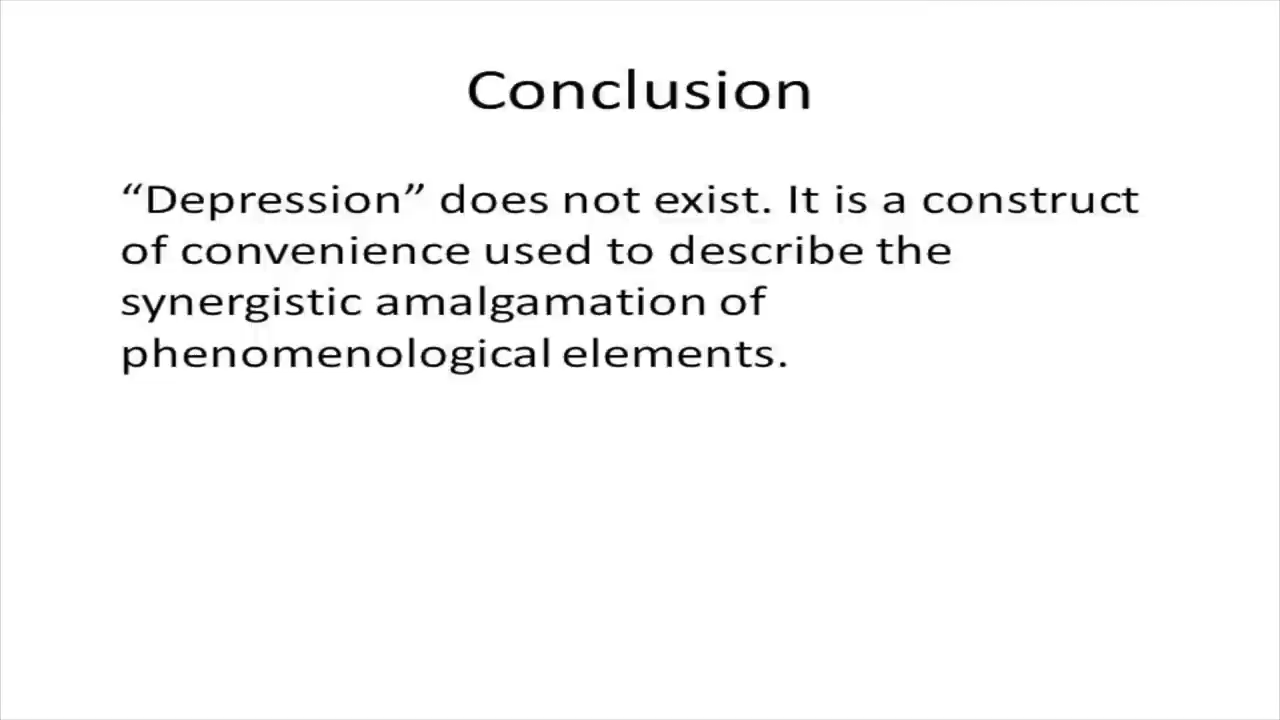 Conclusion
“Depression” does not exist. It is a construct
of convenience used to describe the
synergistic amalgamation of
phenomenological elements.